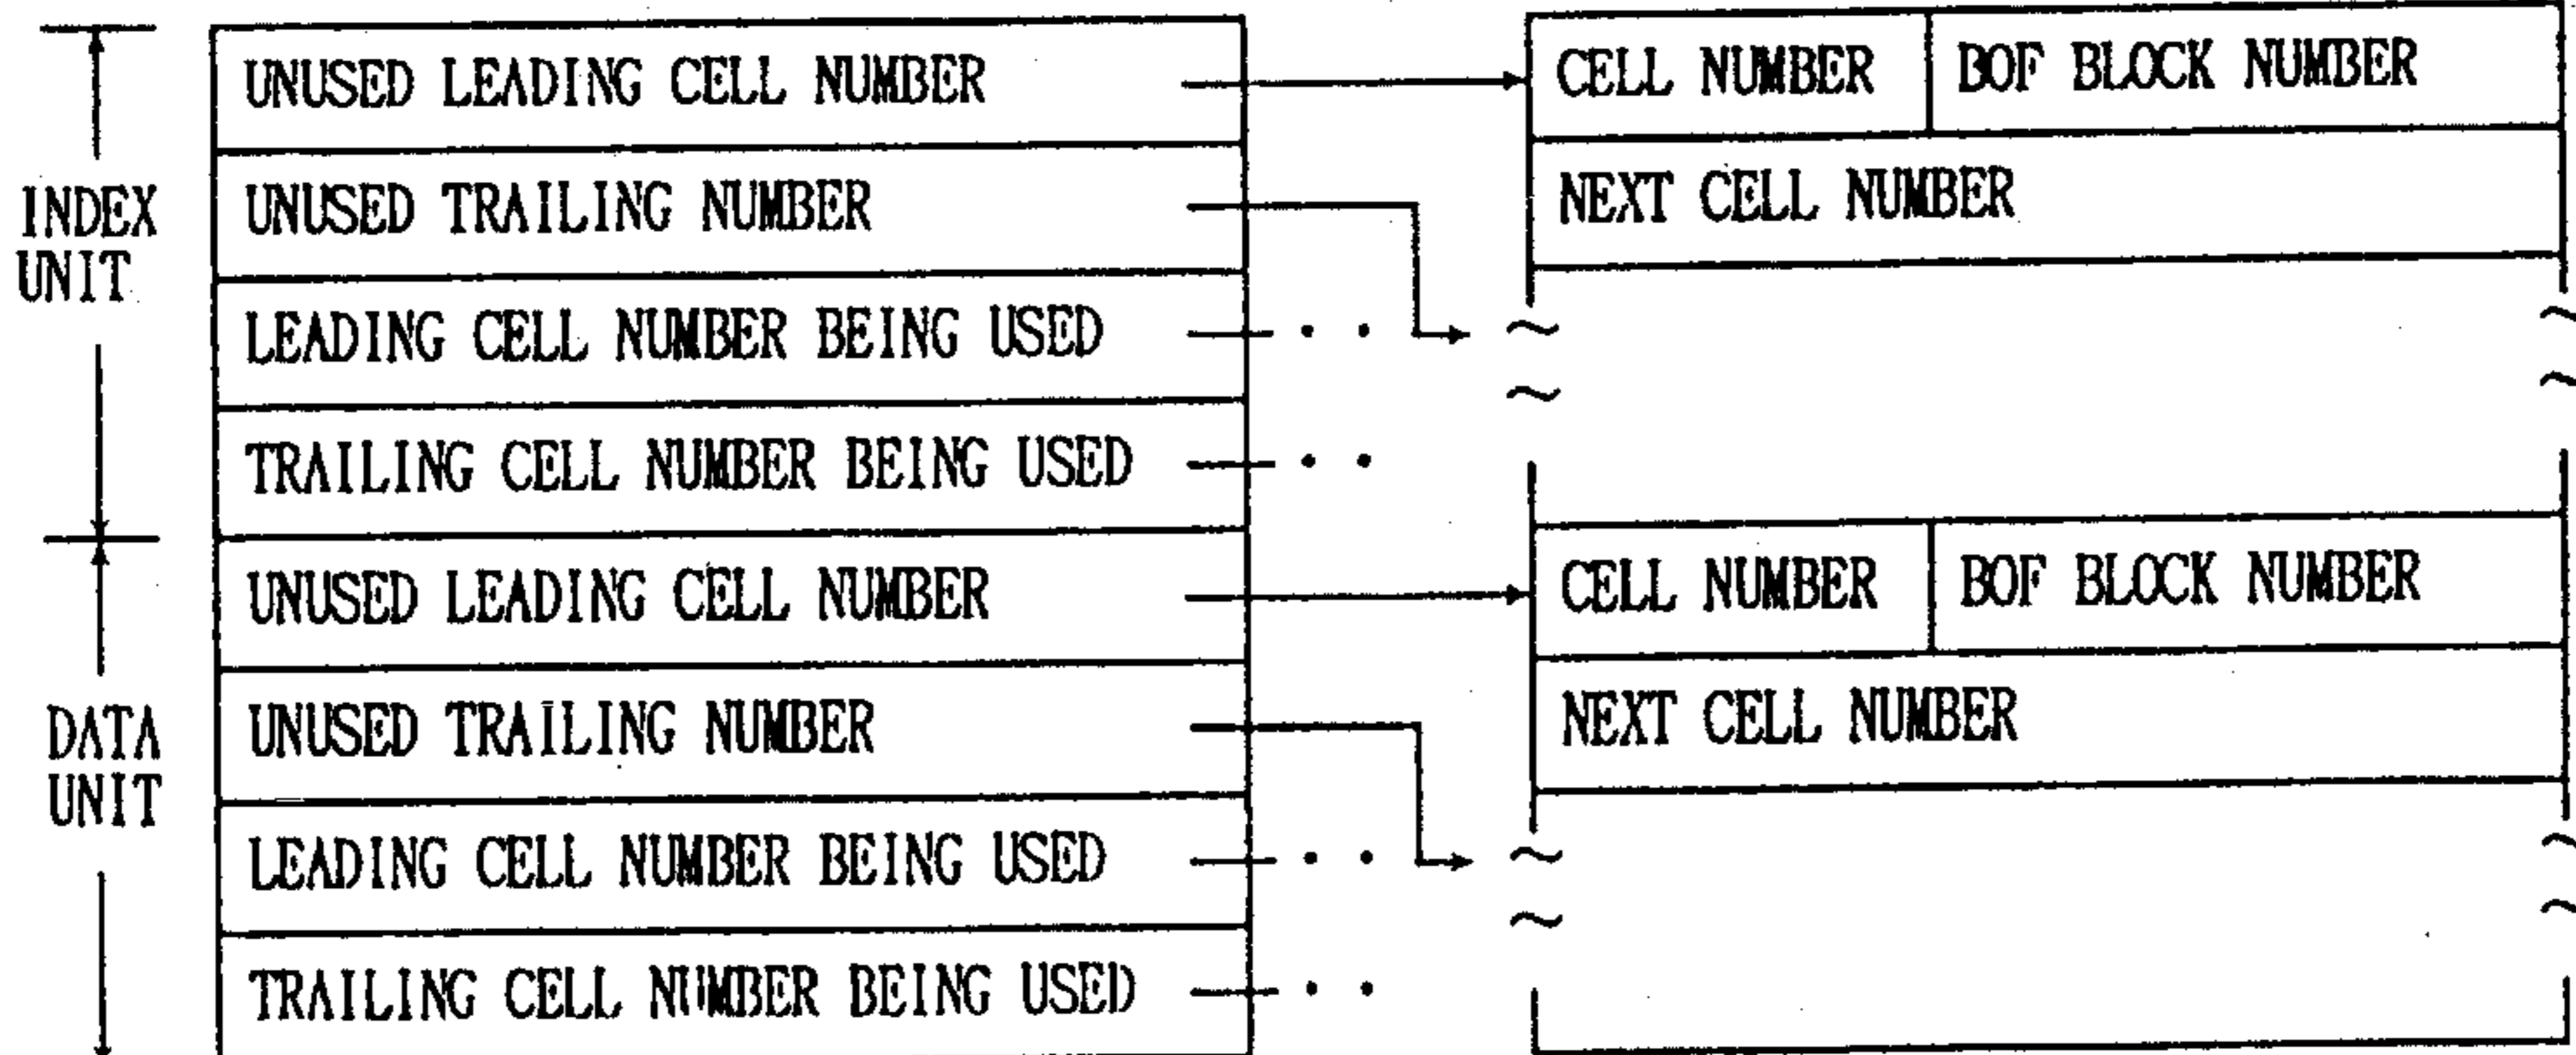 INDEX
UNIT
UNUSED LEADING CELL NUMBER
UNUSED TRAILING NUMBER
LEADING CELL NUMBER BEING USED
TRAILING CELL NUMBER BEING USED
DATA
UNIT
UNUSED LEADING CELL NUMBER
UNUSED TRAILING NUMBER
LEADING CELL NUMBER BEING USED
TRAILING CELL NUMBER BEING USED
CELL NUMBER
BOF BLOCK NUMBER
NEXT CELL NUMBER
CELL NUMBER
BOF BLOCK NUMBER
NEXT CELL NUMBER